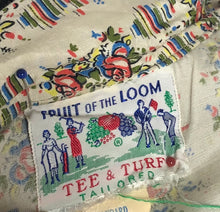 FRUIT OF THE LOOM
®
TEE & TURF
TAILORED